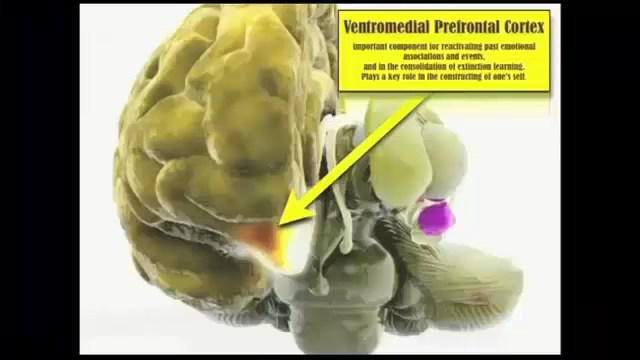 Ventromedial Prefrontal Cortex
Important component for reactivating past emotional
associations and events,
and in the consolidation of extinction learning.
Plays a key role in the constructing of one's self.